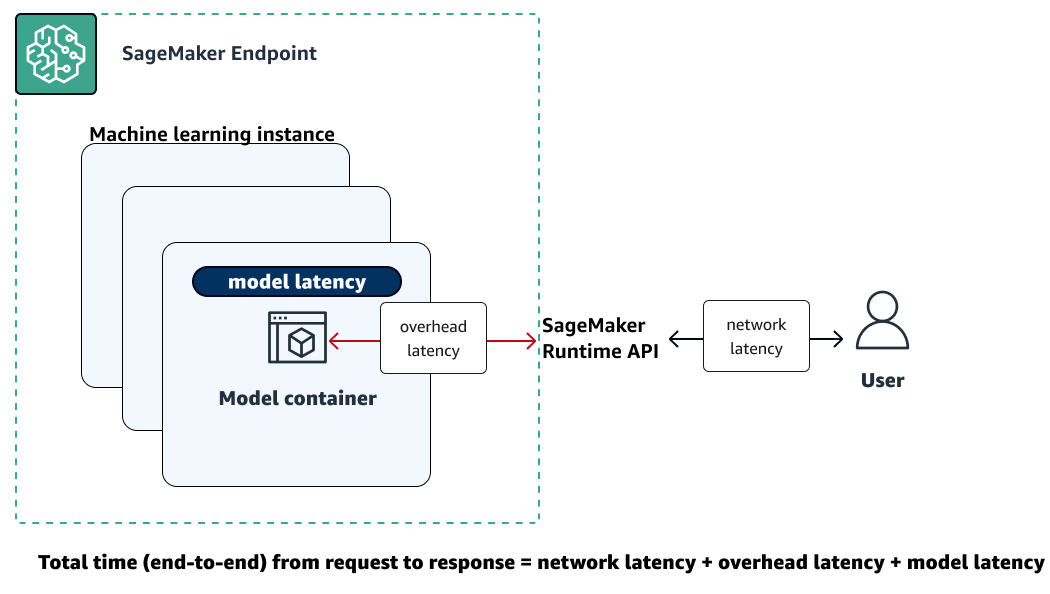 SageMaker Endpoint
Machine learning instance
model latency
overhead
latency
Model container
SageMaker
Runtime API
network
latency
User
Total time (end-to-end) from request to response = network latency + overhead latency + model latency